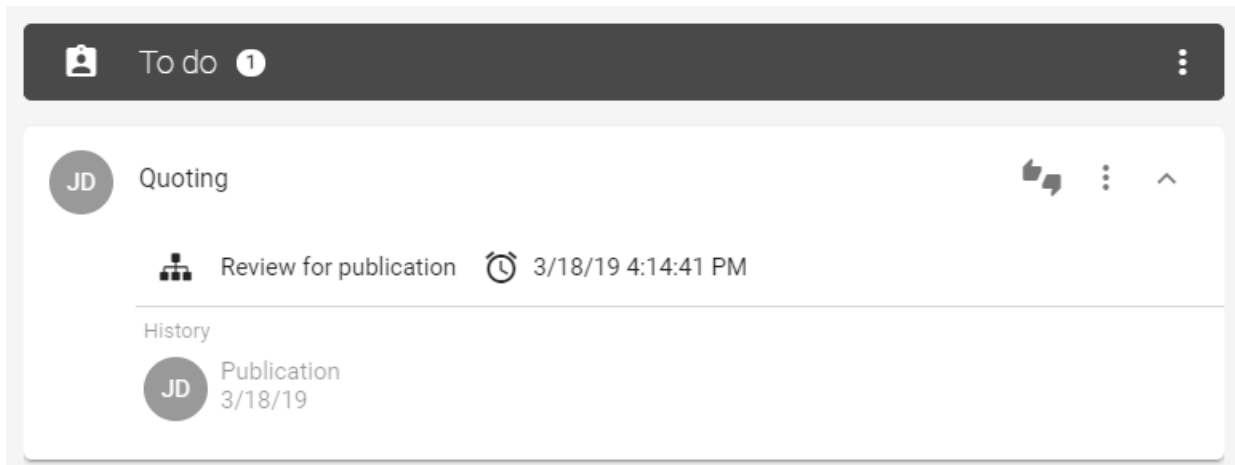 To do 1
JD Quoting
Review for publication 3/18/19 4:14:41 PM
History
JD Publication
3/18/19